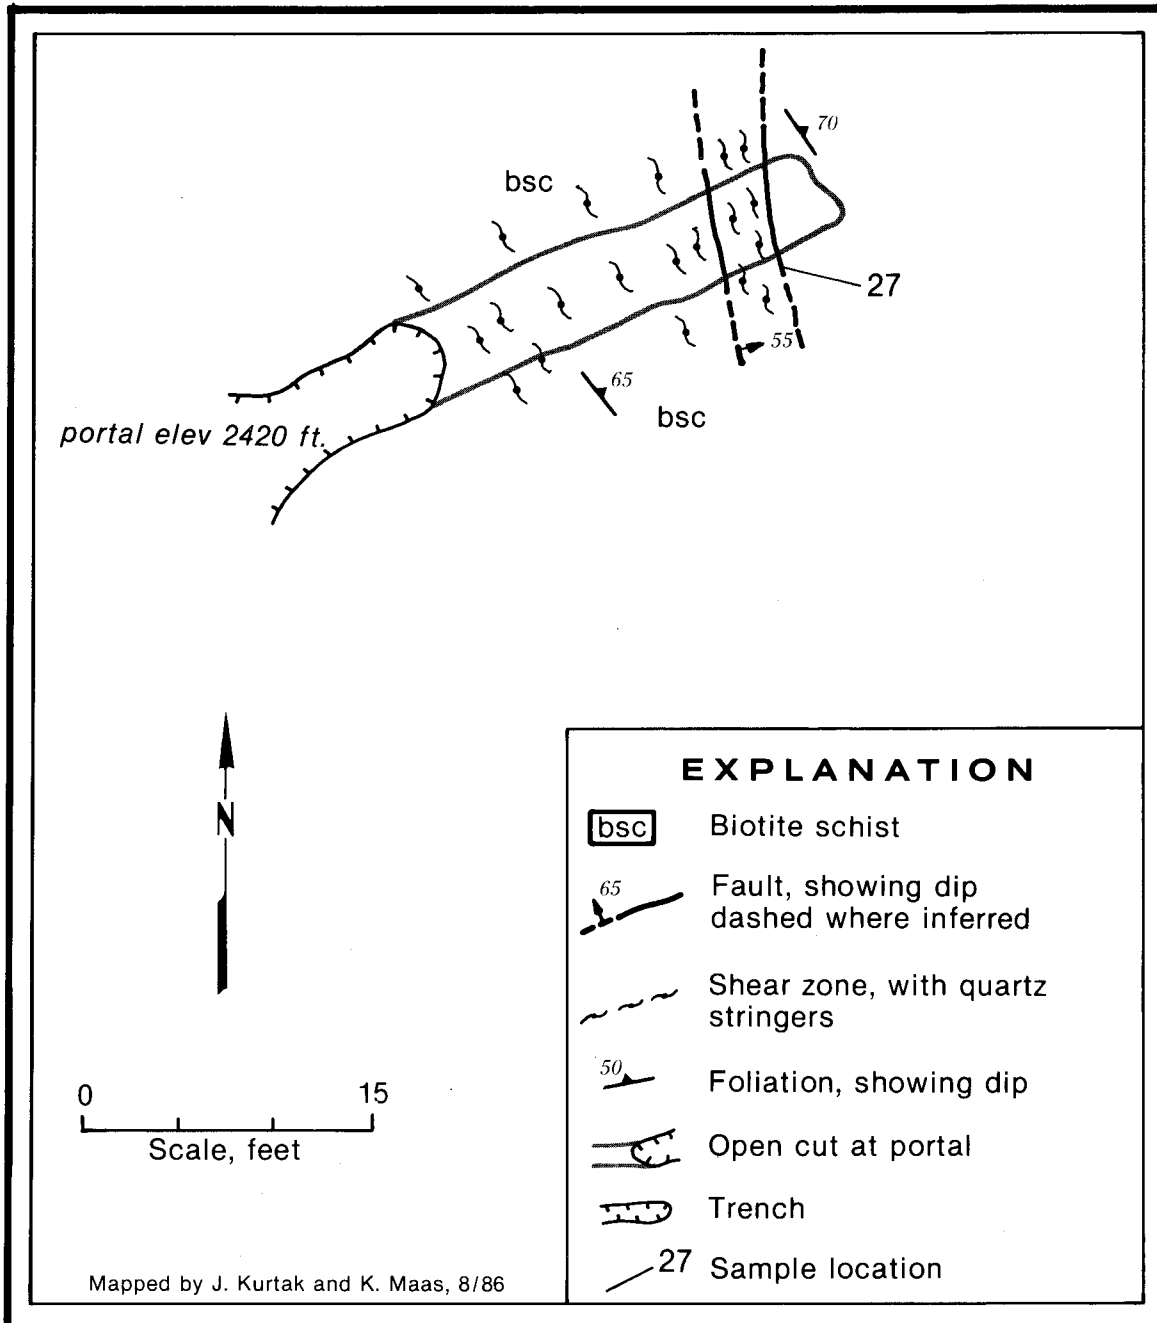 70
bsc
27
55
65
bsc
portal elev 2420 ft.
N
EXPLANATION
bsc Biotite schist
65 Fault, showing dip
dashed where inferred
Shear zone, with quartz
stringers
50 Foliation, showing dip
Open cut at portal
Trench
27 Sample location
0 15
Scale, feet
Mapped by J. Kurtak and K. Maas, 8/86